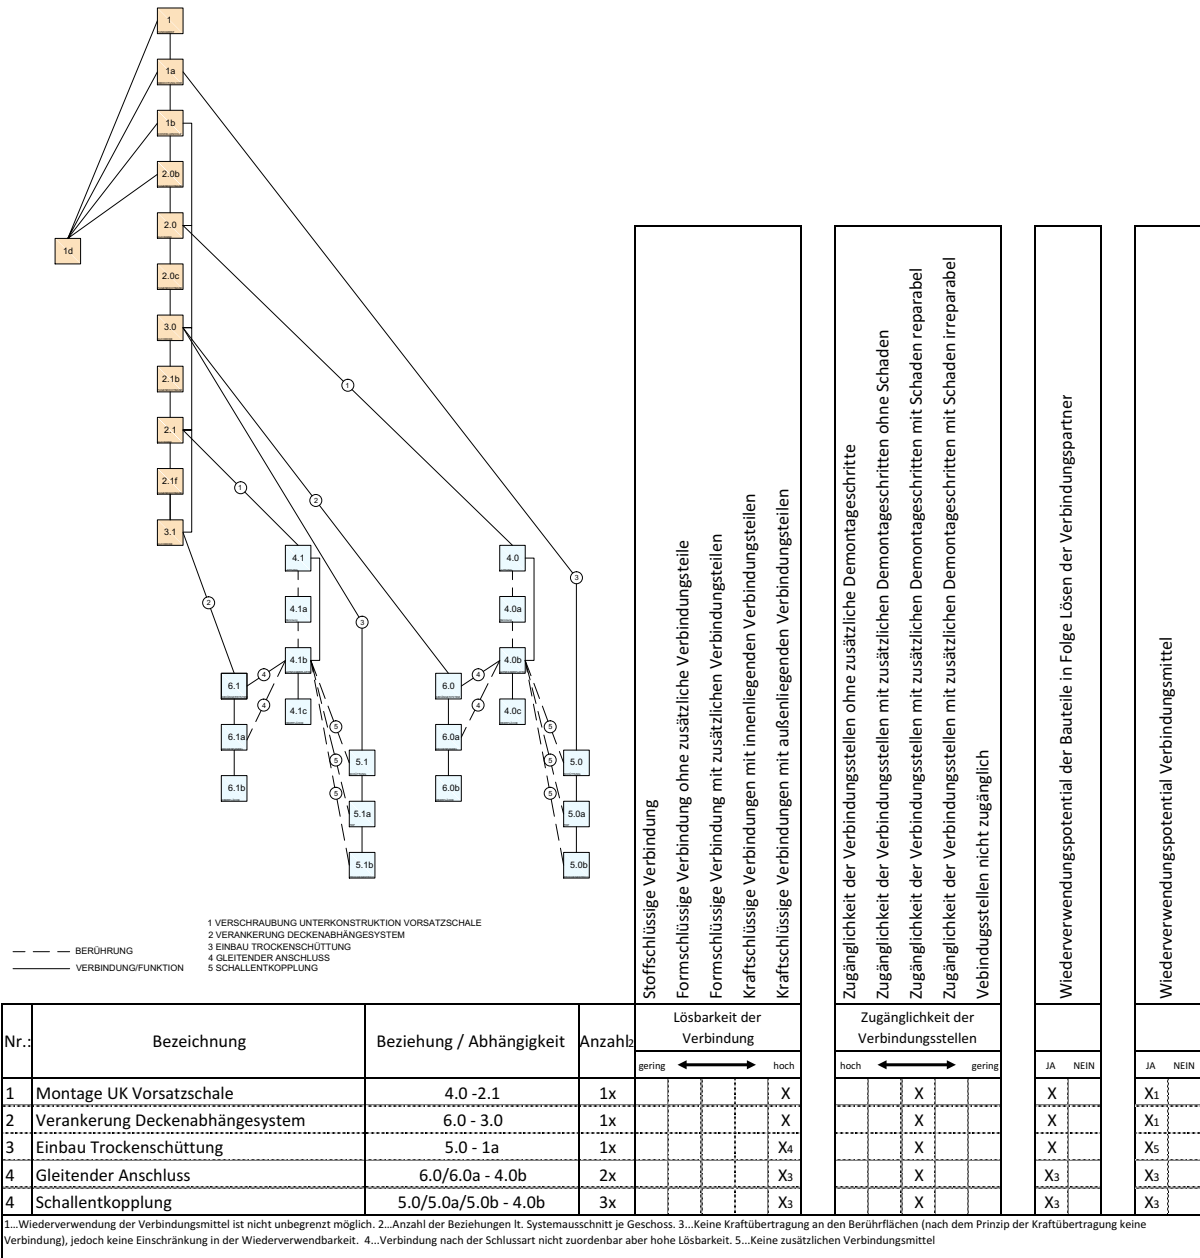 1
1a
1b
2.0b
2.0
1d
2.0c
3.0
2.1b
1
2.1
2.1f
1
2
3.1
4.1
4.0
3
4.1a
2
4.0a
3
4.1b
4.0b
6.1
4
6.0
4
4.1c
4
4.0c
4
6.1a
5
6.0a
5
5.1
5
5.0
5
6.1b
5
6.0b
5
5.1a
5.0a
5.1b
5.0b
1 VERSCHRAUBUNG UNTERKONSTRUKTION VORSATZSCHALE
2 VERANKERUNG DECKENABHÄNGESYSTEM
3 EINBAU TROCKENSCHÜTTUNG
4 GLEITENDER ANSCHLUSS
5 SCHALLENTKOPPLUNG
BERÜHRUNG
VERBINDUNG/FUNKTION
Stoffschlüssige Verbindung
Formschlüssige Verbindung ohne zusätzliche Verbindungsteile
Formschlüssige Verbindung mit zusätzlichen Verbindungsteilen
Kraftschlüssige Verbindungen mit innenliegenden Verbindungsteilen
Kraftschlüssige Verbindungen mit außenliegenden Verbindungsteilen
Zugänglichkeit der Verbindungsstellen ohne zusätzliche Demontageschritte
Zugänglichkeit der Verbindungsstellen mit zusätzlichen Demontageschritten ohne Schaden
Zugänglichkeit der Verbindungsstellen mit zusätzlichen Demontageschritten mit Schaden reparabel
Zugänglichkeit der Verbindungsstellen mit zusätzlichen Demontageschritten mit Schaden irreparabel
Vebindugsstellen nicht zugänglich
Wiederverwendungspotential der Bauteile in Folge Lösen der Verbindungspartner
Wiederverwendungspotential Verbindungsmittel
Nr.: Bezeichnung Beziehung / Abhängigkeit Anzahl2
Lösbarkeit der
Verbindung
gering hoch
Zugänglichkeit der
Verbindungsstellen
hoch gering
JA NEIN
JA NEIN
1 Montage UK Vorsatzschale 4.0 -2.1 1x X X X X1
2 Verankerung Deckenabhängesystem 6.0 - 3.0 1x X X X X1
3 Einbau Trockenschüttung 5.0 - 1a 1x X4 X X X5
4 Gleitender Anschluss 6.0/6.0a - 4.0b 2x X3 X X3 X3
4 Schallentkopplung 5.0/5.0a/5.0b - 4.0b 3x X3 X X3 X3
1...Wiederverwendung der Verbindungsmittel ist nicht unbegrenzt möglich. 2...Anzahl der Beziehungen lt. Systemausschnitt je Geschoss. 3...Keine Kraftübertragung an den Berührflächen (nach dem Prinzip der Kraftübertragung keine
Verbindung), jedoch keine Einschränkung in der Wiederverwendbarkeit. 4...Verbindung nach der Schlussart nicht zuordenbar aber hohe Lösbarkeit. 5...Keine zusätzlichen Verbindungsmittel